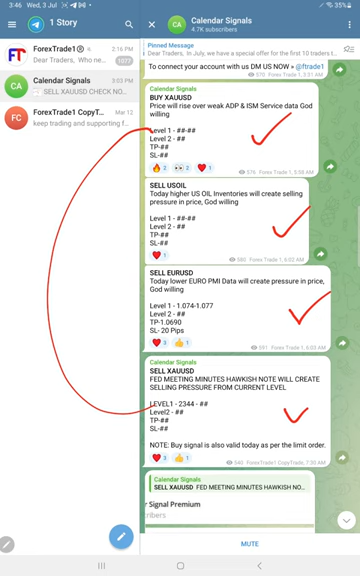 3:46 Wed, 3 Jul
35%
1 Story
ForexTrade1
2:16 PM
Dear Traders, Who ne...
1077
CA
Calendar Signals
3:03 PM
SELL XAUUSD CHECK NO...
FC
ForexTrade1 CopyTrad...
Mar 12
keep trading and supporting f...
CA
Calendar Signals
4.7K subscribers
Pinned Message
Dear Traders, In July, we have a special offer for the first 10 traders t...
To connect your account with us DM US NOW » @ftrade1
570 Forex Trade 1, 3:51 AM
Calendar Signals
BUY XAUUSD
Price will rise over weak ADP & ISM Service data God
willing
Level 1 - ##-##
Level 2 - ##
TP-##
SL-##
2 2 1
576 Forex Trade 1, 5:58 AM
SELL USOIL
Today higher US OIL Inventories will create selling
pressure in price, God willing
Level 1 - ##-##
Level 2 - ##
TP-##
SL-##
1
580 Forex Trade 1, 6:02 AM
SELL EURUSD
Today lower EURO PMI Data will create pressure in price,
God willing
Level 1 - 1.074-1.077
Level 2 - ##
TP-1.0690
SL- 20 Pips
3 1
591 Forex Trade 1, 6:03 AM
Calendar Signals
SELL XAUUSD
FED MEETING MINUTES HAWKISH NOTE WILL CREATE
SELLING PRESSURE FROM CURRENT LEVEL
LEVEL1 - 2344 - ##
Level2 - ##
TP-##
SL-##
NOTE: Buy signal is also valid today as per the limit order.
3 1
540 ForexTrade1 CopyTrade, 7:35 AM
Calendar Signals
SELL XAUUSD FED MEETING MINUTES HAWKISH NO...
r Signal Premium
cribers
MUTE